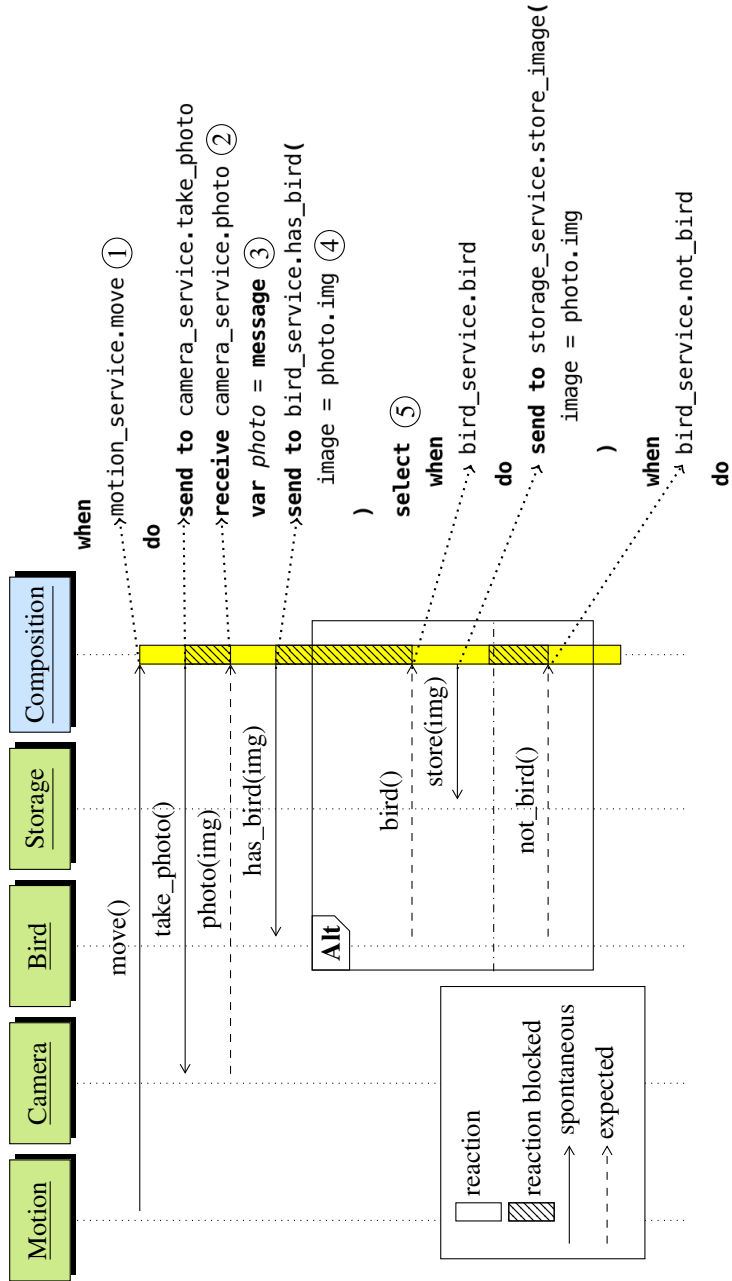 Motion
Camera
Bird
Storage
Composition
move()
take_photo()
photo(img)
has_bird(img)
Alt
bird()
store(img)
not_bird()
reaction
reaction blocked
spontaneous
expected
when
motion_service.move ①
do
send to camera_service.take_photo
receive camera_service.photo ②
var photo = message ③
send to bird_service.has_bird(
image = photo.img ④
)
select ⑤
when
bird_service.bird
do
send to storage_service.store_image(
image = photo.img
)
when
bird_service.not_bird
do